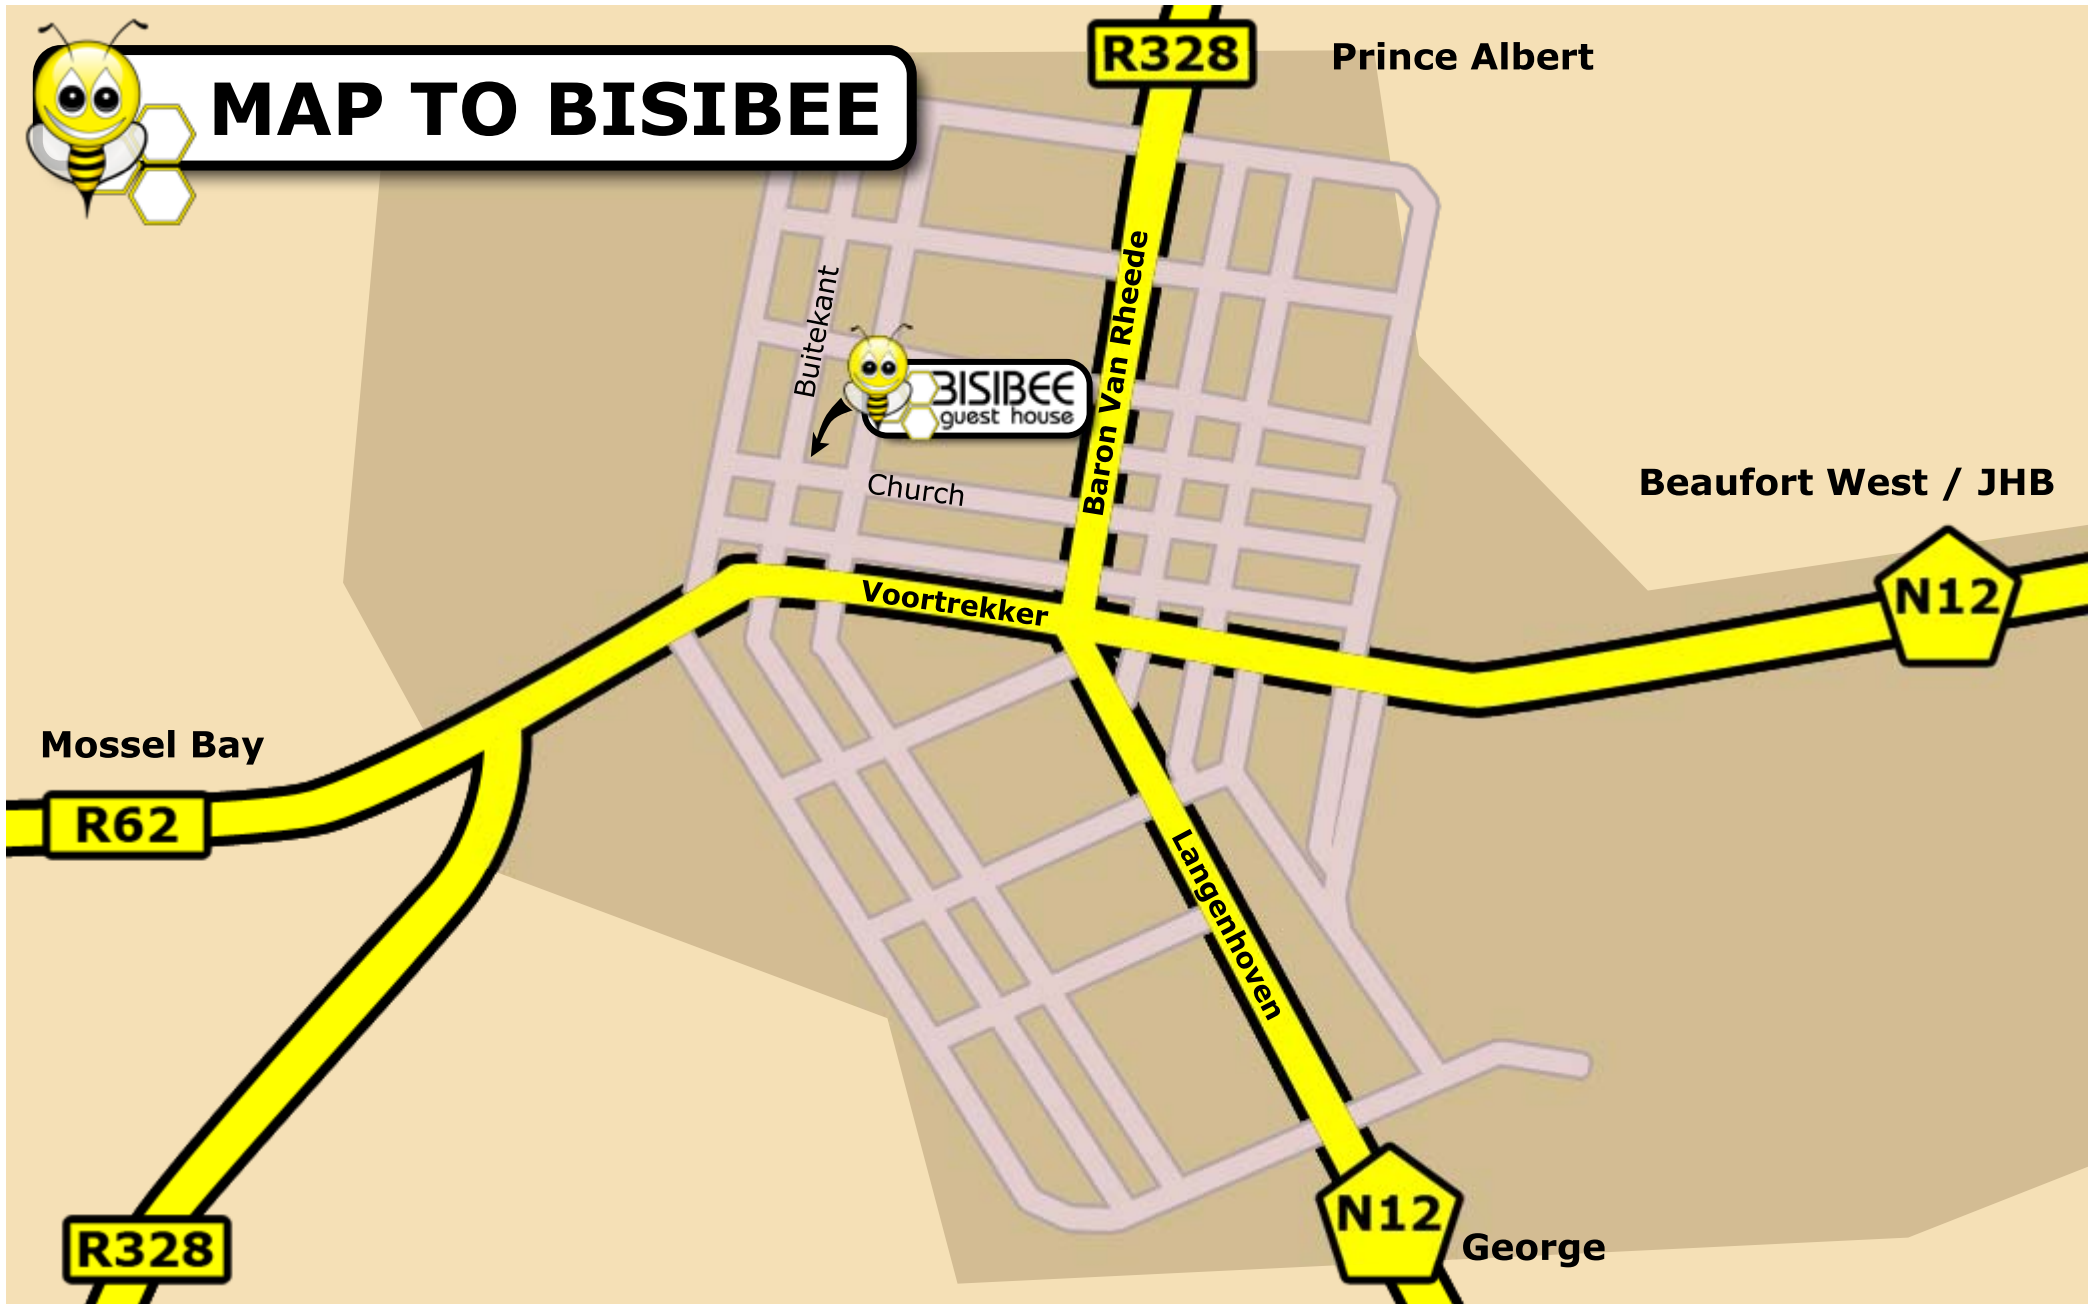 MAP TO BISIBEE
R328
Prince Albert
Baron Van Rheede
Buitekant
BISIBEE
guest house
Church
Beaufort West / JHB
N12
Voortrekker
Mossel Bay
R62
Langenhoven
R328
N12
George